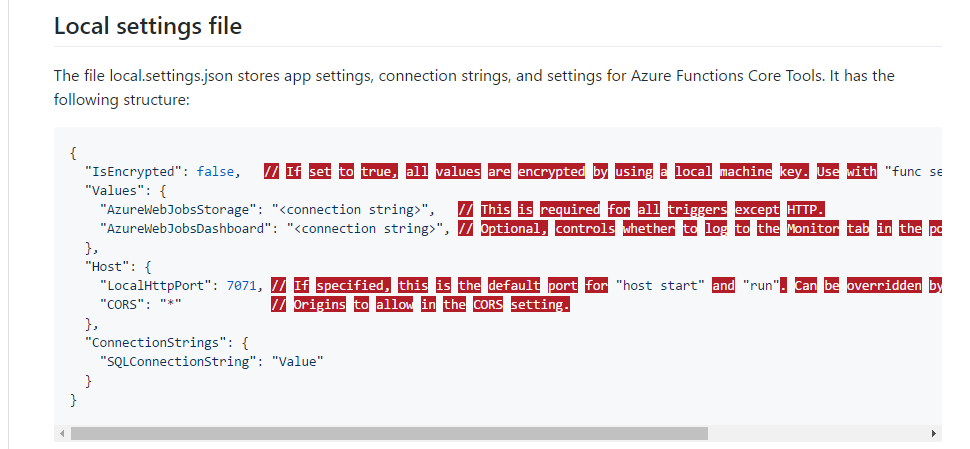 Local settings file
The file local.settings.json stores app settings, connection strings, and settings for Azure Functions Core Tools. It has the
following structure:
{
"IsEncrypted": false,   // If set to true, all values are encrypted by using a local machine key. Use with "func
"Values": {
"AzureWebJobsStorage": "<connection string>",   // This is required for all triggers except HTTP.
"AzureWebJobsDashboard": "<connection string>", // Optional, controls whether to log to the Monitor tab in the
},
"Host": {
"LocalHttpPort": 7071, // If specified, this is the default port for "host start" and "run". Can be overridden by
"CORS": "*"            // Origins to allow in the CORS setting.
},
"ConnectionStrings": {
"SQLConnectionString": "Value"
}
}